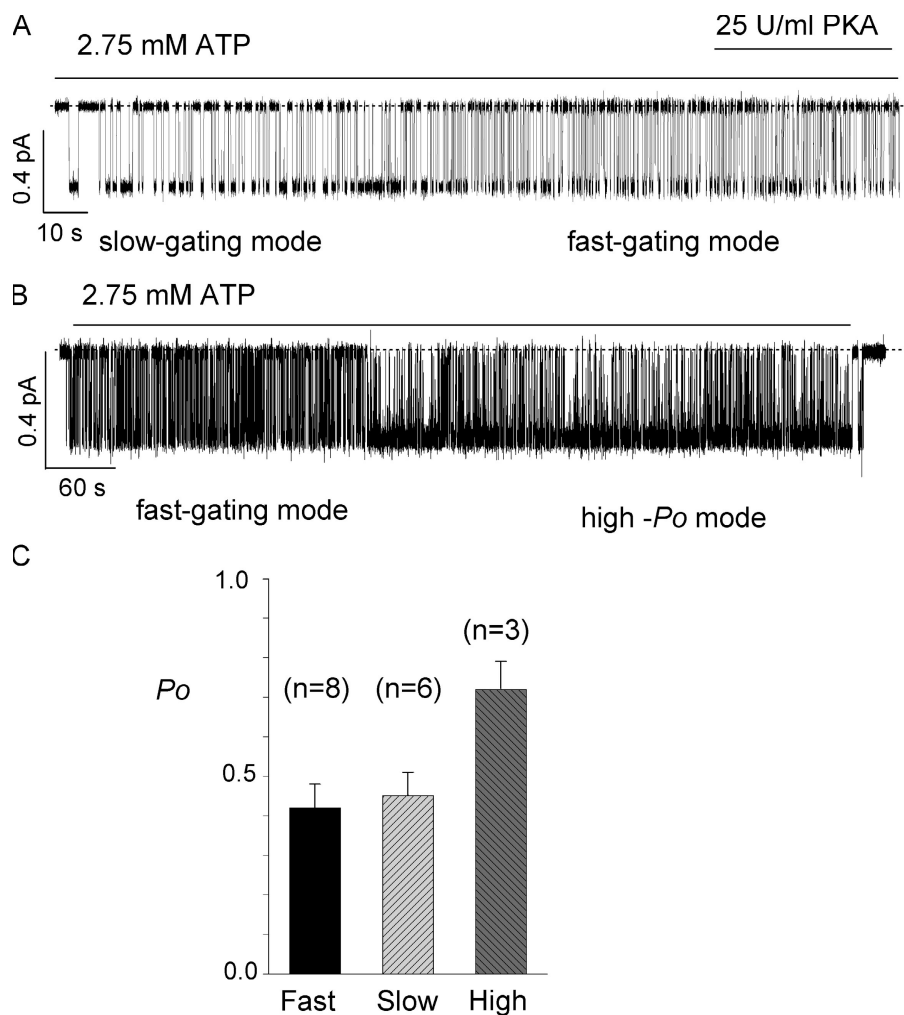 A
2.75 mM ATP
25 U/ml PKA
0.4 pA
10 s
slow-gating mode
fast-gating mode
B
2.75 mM ATP
0.4 pA
60 s
fast-gating mode
high -Po mode
C
1.0
(n=3)
Po
(n=8)
(n=6)
0.5
0.0
Fast
Slow
High